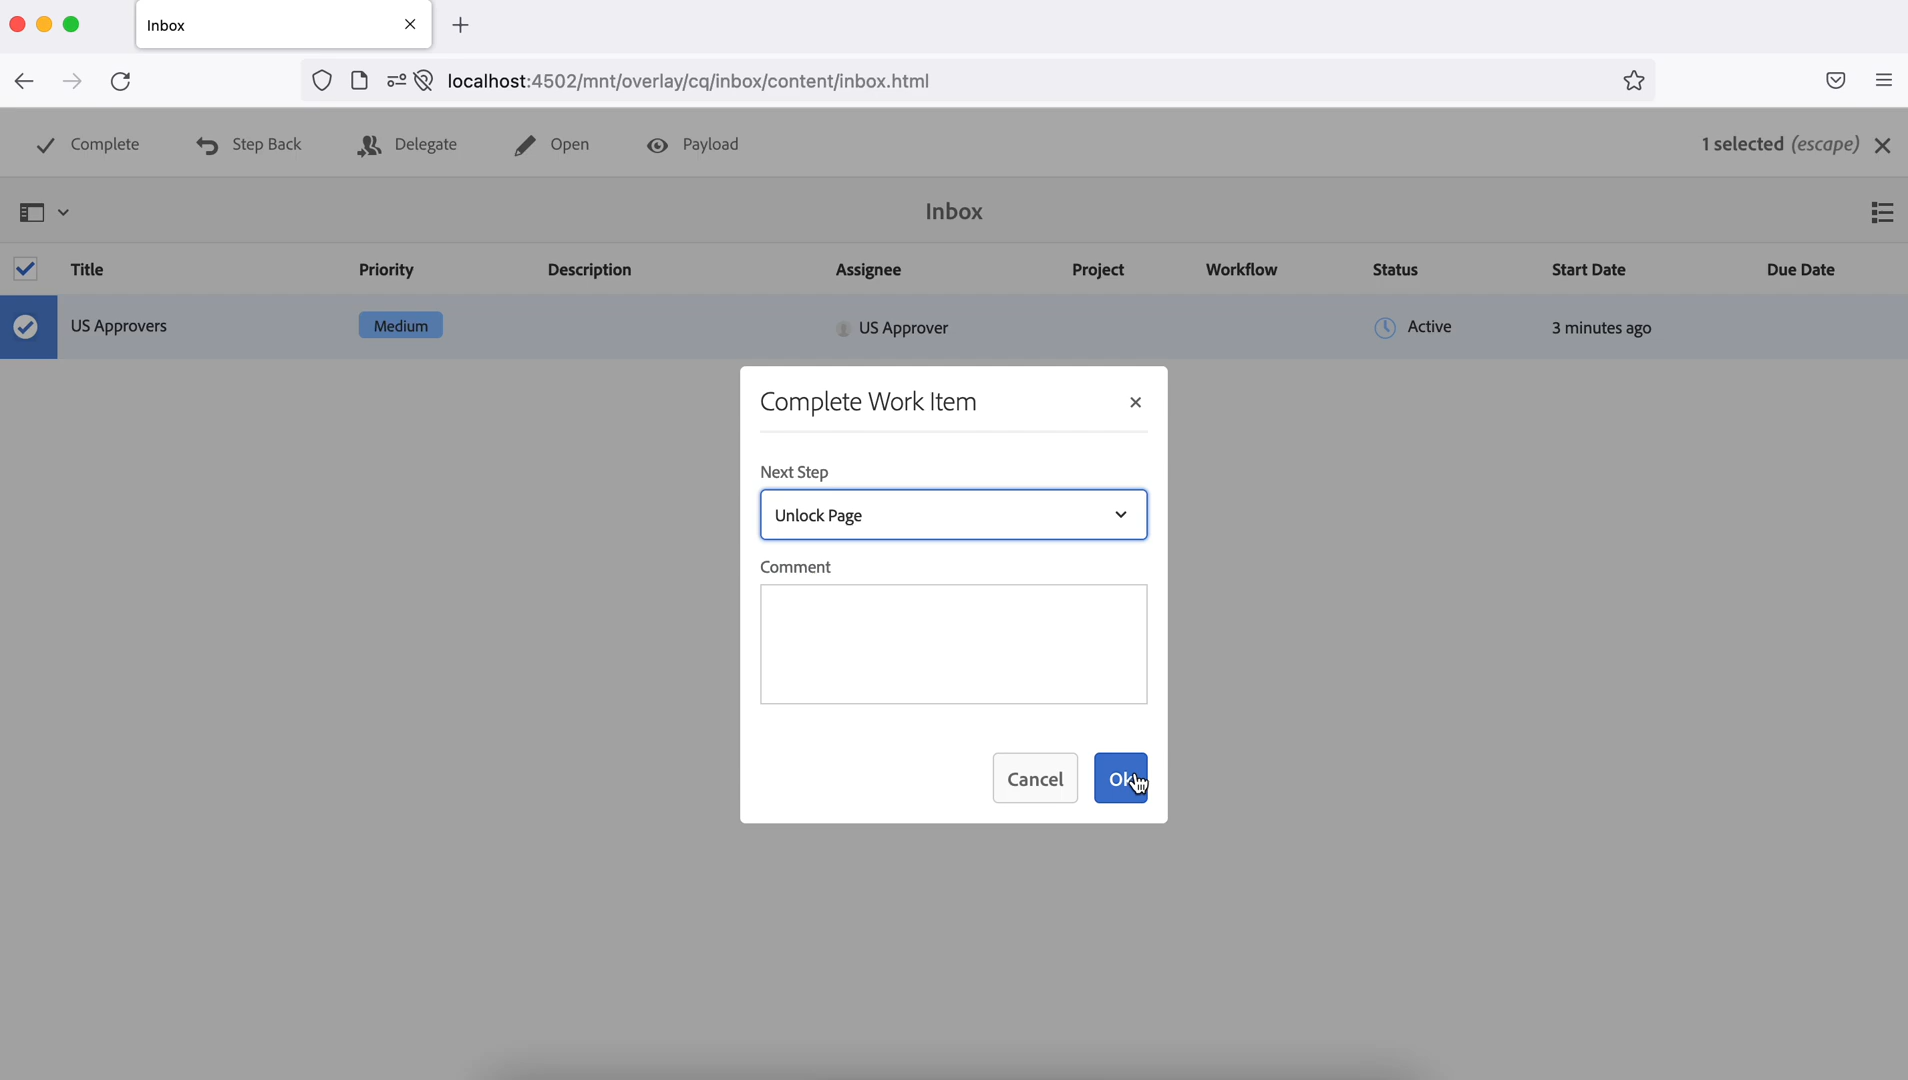 Inbox
localhost:4502/mnt/overlay/cq/inbox/content/inbox.html
Complete Step Back Delegate Open Payload 1 selected (escape)
Inbox
Title Priority Description Assignee Project Workflow Status Start Date Due Date
US Approvers Medium US Approver Active 3 minutes ago
Complete Work Item
Next Step
Unlock Page
Comment
Cancel Ok